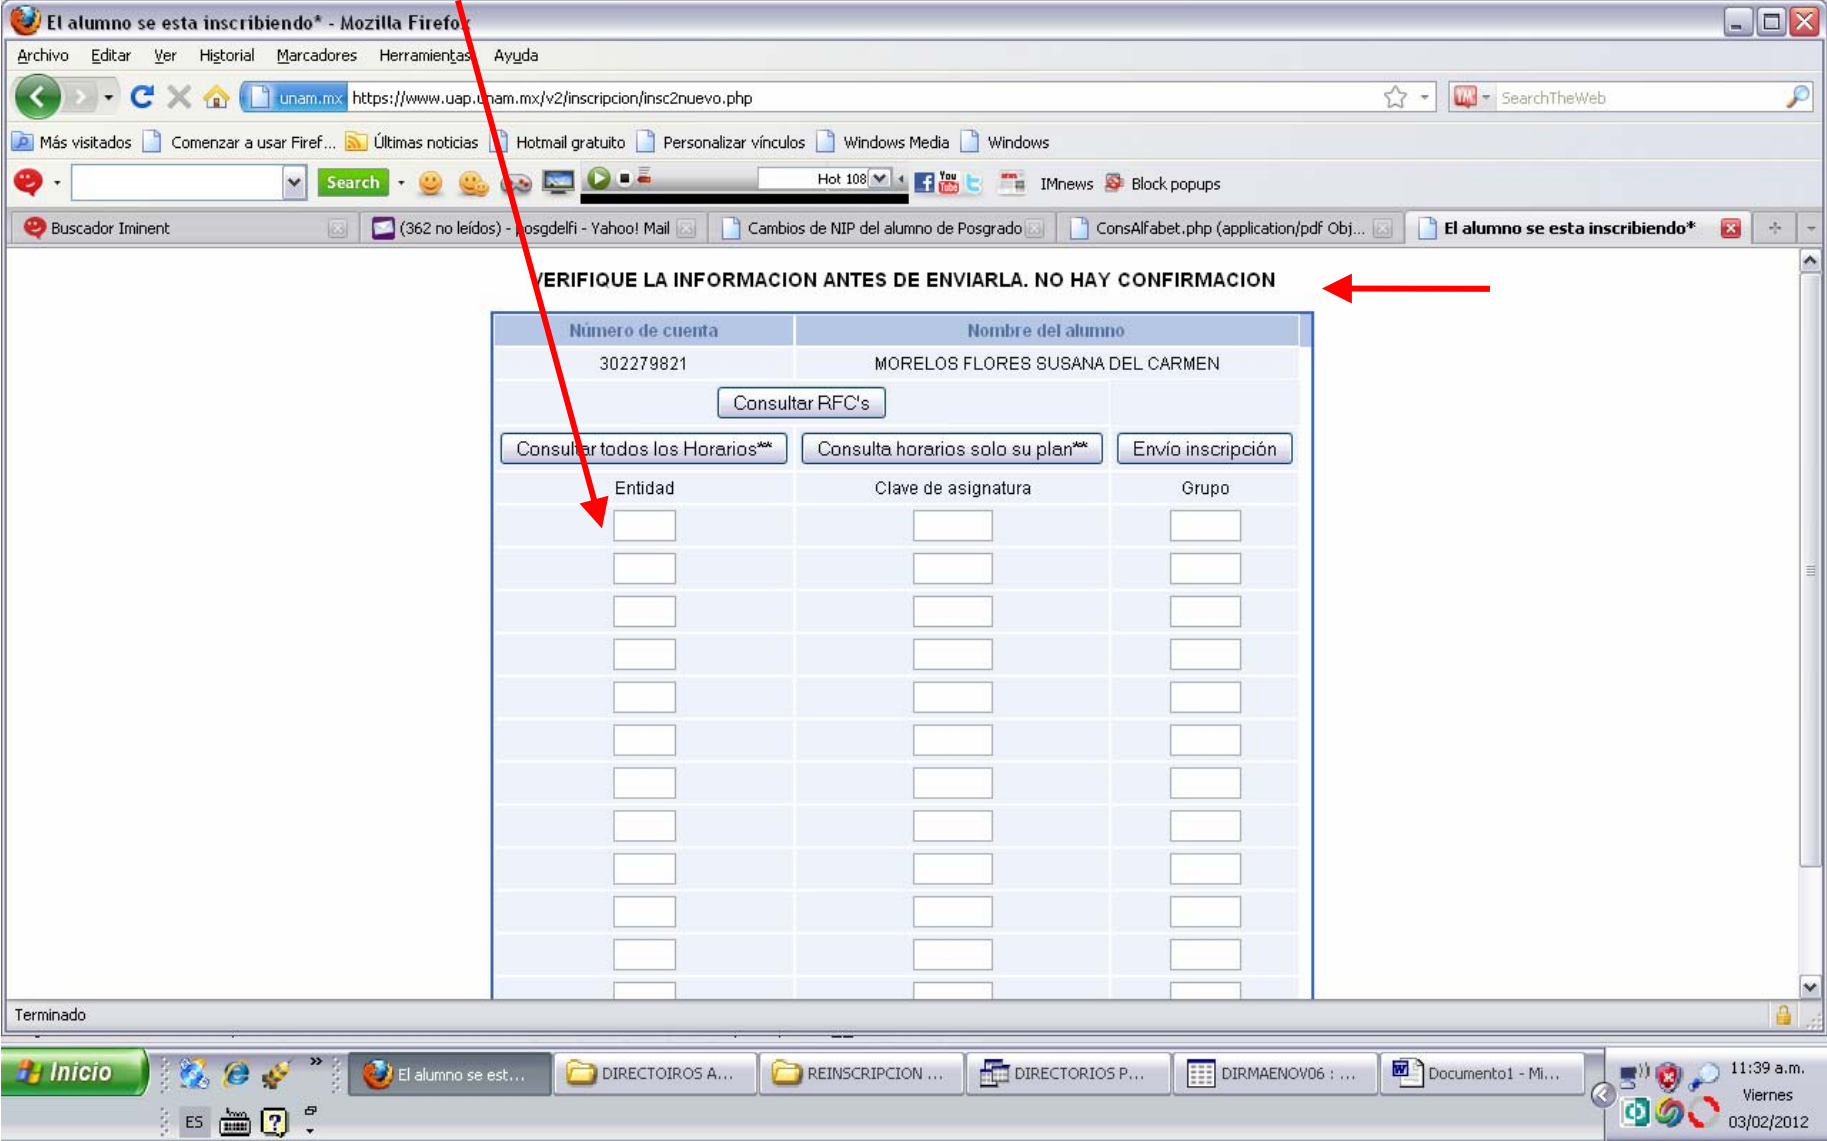 El alumno se esta inscribiendo* - Mozilla Firefox
Archivo Editar Ver Historial Marcadores Herramientas Ayuda
unam.mx https://www.uap.unam.mx/v2/inscripcion/insc2nuevo.php SearchTheWeb
Más visitados Comenzar a usar Firef... Últimas noticias Hotmail gratuito Personalizar vínculos Windows Media Windows
Search Hot 108 You Tube IMnews Block popups
Buscador Iminent (362 no leídos) - posgdelfi - Yahoo! Mail Cambios de NIP del alumno de Posgrado ConsAlfabet.php (application/pdf Obj... El alumno se esta inscribiendo*
VERIFIQUE LA INFORMACION ANTES DE ENVIARLA. NO HAY CONFIRMACION
Número de cuenta Nombre del alumno
302279821 MORELOS FLORES SUSANA DEL CARMEN
Consultar RFC's
Consultar todos los Horarios** Consulta horarios solo su plan** Envío inscripción
Entidad Clave de asignatura Grupo
Terminado
Inicio El alumno se est... DIRECTOIROS A... REINSCRIPCION ... DIRECTORIOS P... DIRMAENOV06 : ... Documento1 - Mi... 11:39 a.m.
Viernes
ES 03/02/2012